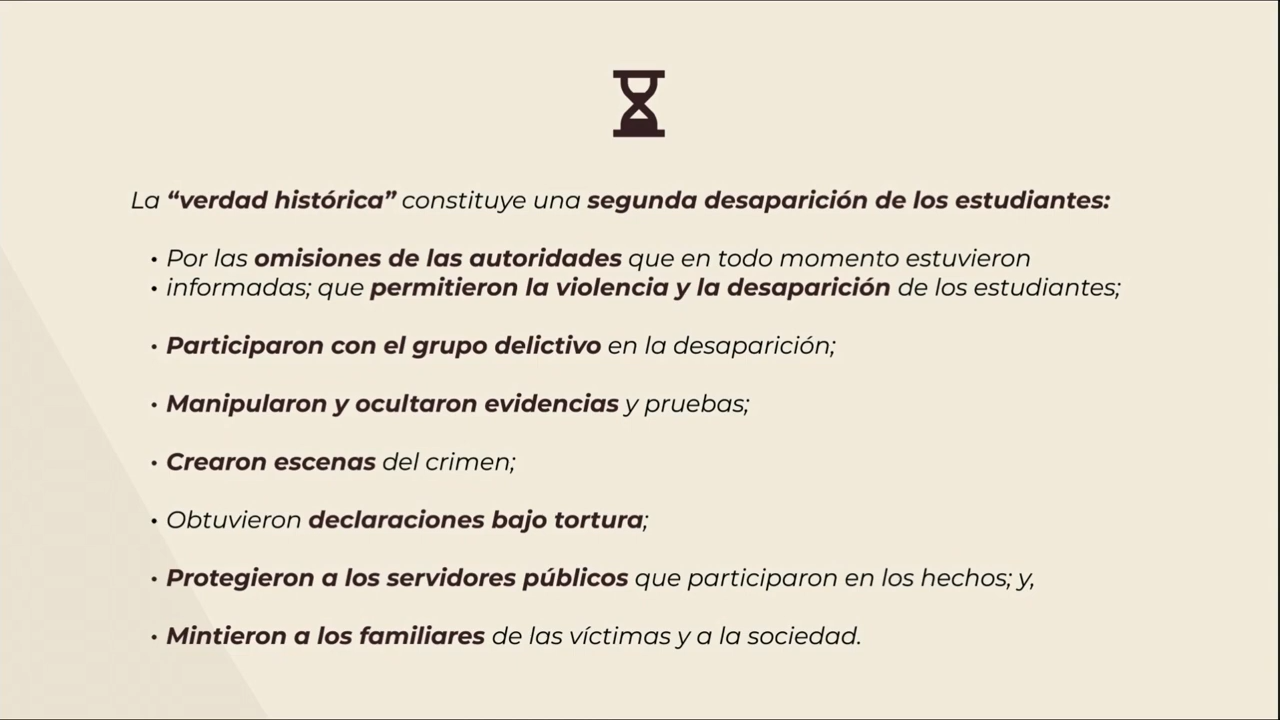 La “verdad histórica” constituye una segunda desaparición de los estudiantes:
• Por las omisiones de las autoridades que en todo momento estuvieron
• informadas; que permitieron la violencia y la desaparición de los estudiantes;
• Participaron con el grupo delictivo en la desaparición;
• Manipularon y ocultaron evidencias y pruebas;
• Crearon escenas del crimen;
• Obtuvieron declaraciones bajo tortura;
• Protegieron a los servidores públicos que participaron en los hechos; y,
• Mintieron a los familiares de las víctimas y a la sociedad.